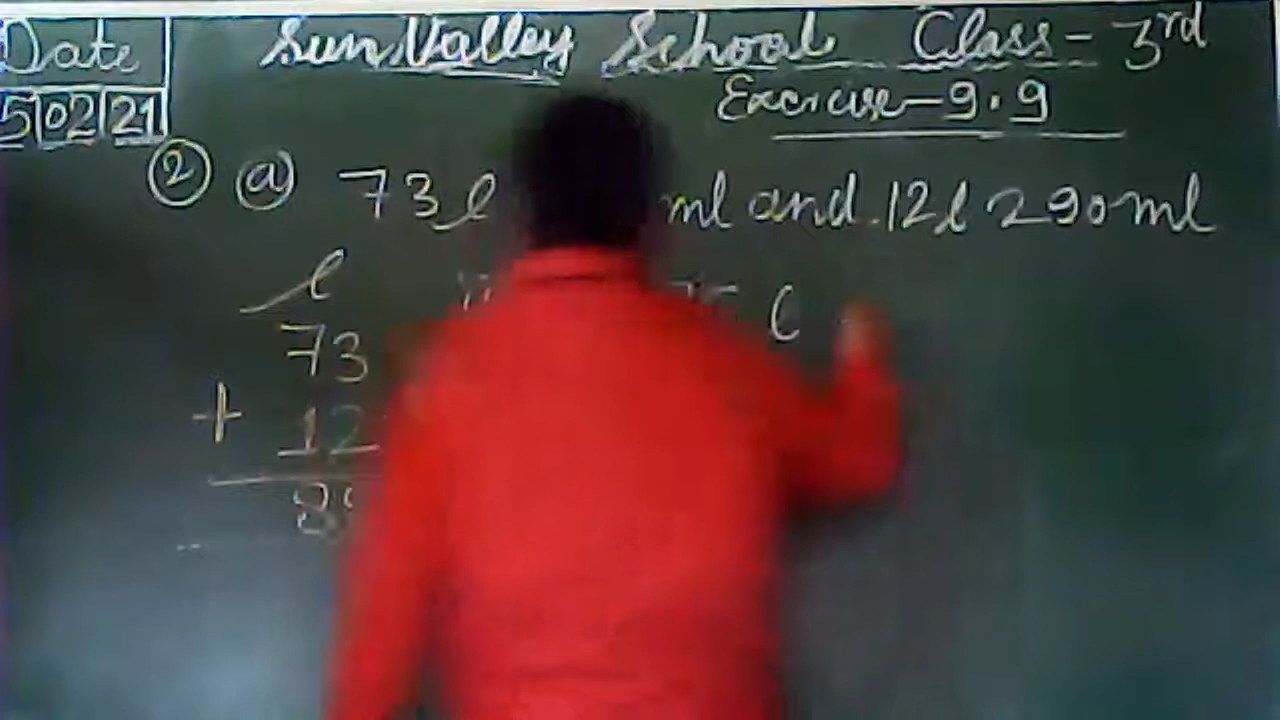 Date Sun Valley School Class - 3rd
5 02 21 Exercise - 9.9
2 a 73 l ml and 12 l 290 ml
l
73
+ 12
8